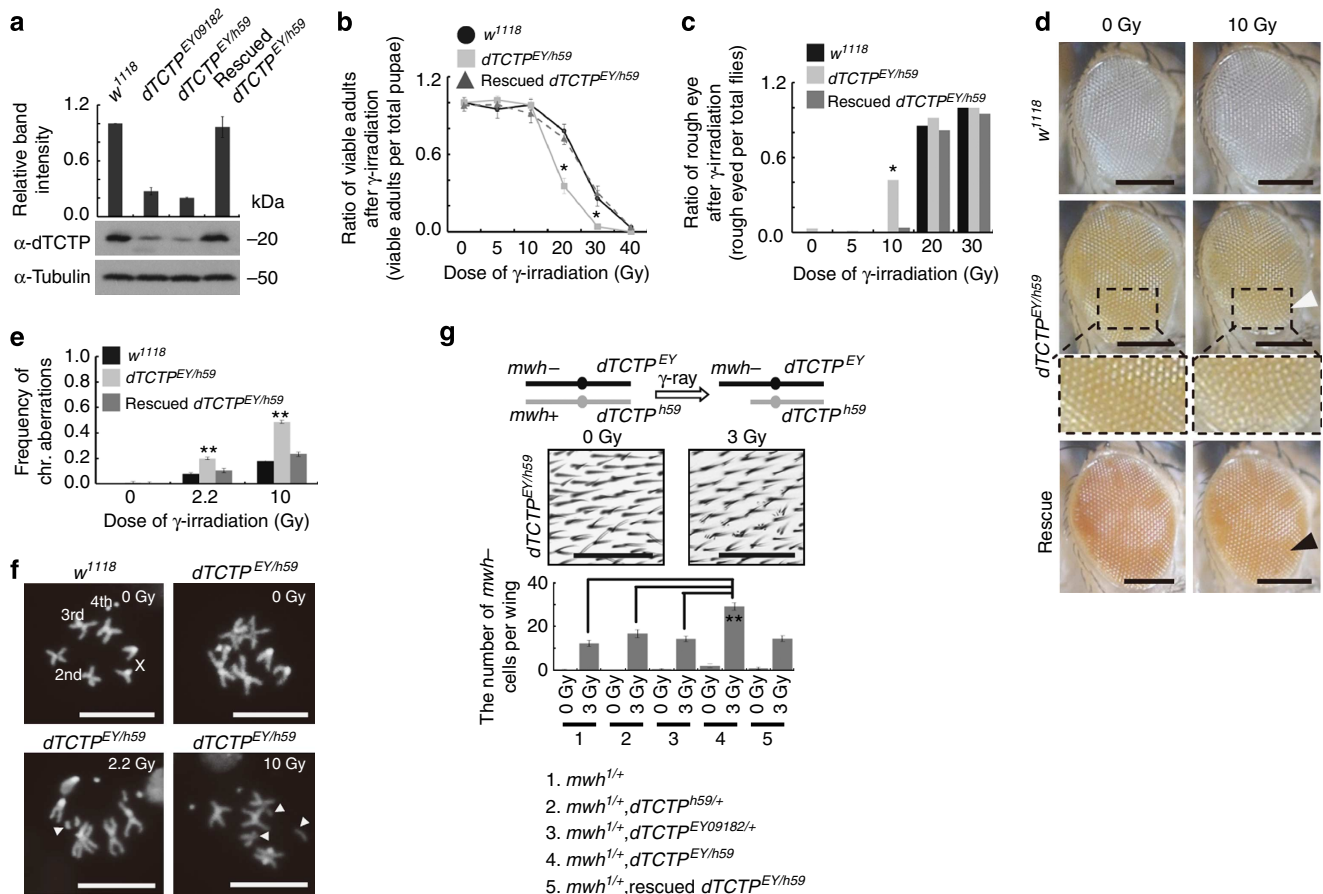 a
w1118
dTCTPEY09182
dTCTPEY/h59
Rescued
dTCTPEY/h59
Relative band
intensity
1.2
0.6
0.0
kDa
α-dTCTP
–20
α-Tubulin
–50
b
w1118
dTCTPEY/h59
Rescued dTCTPEY/h59
Ratio of viable adults
after γ-irradiation
(viable adults per total pupae)
1.2
0.6
0.0
*
*
0 5 10 20 30 40
Dose of γ-irradiation (Gy)
c
w1118
dTCTPEY/h59
Rescued dTCTPEY/h59
Ratio of rough eye
after γ-irradiation
(rough eyed per total flies)
1.2
0.6
0.0
*
0 5 10 20 30
Dose of γ-irradiation (Gy)
d
0 Gy 10 Gy
w1118
dTCTPEY/h59
Rescue
e
w1118
dTCTPEY/h59
Rescued dTCTPEY/h59
Frequency of
chr. aberrations
1.0
0.8
0.6
0.4
0.2
0.0
**
**
0 2.2 10
Dose of γ-irradiation (Gy)
f
w1118 dTCTPEY/h59
0 Gy
4th
3rd
2nd
X
0 Gy
dTCTPEY/h59 dTCTPEY/h59
2.2 Gy
10 Gy
g
mwh– dTCTPEY
γ-ray
mwh– dTCTPEY
mwh+ dTCTPh59
dTCTPh59
0 Gy 3 Gy
dTCTPEY/h59
The number of mwh–
cells per wing
40
20
0
**
0 Gy 3 Gy 0 Gy 3 Gy 0 Gy 3 Gy 0 Gy 3 Gy 0 Gy 3 Gy
1 2 3 4 5
1. mwh1/+
2. mwh1/+,dTCTPh59/+
3. mwh1/+,dTCTPEY09182/+
4. mwh1/+,dTCTPEY/h59
5. mwh1/+,rescued dTCTPEY/h59